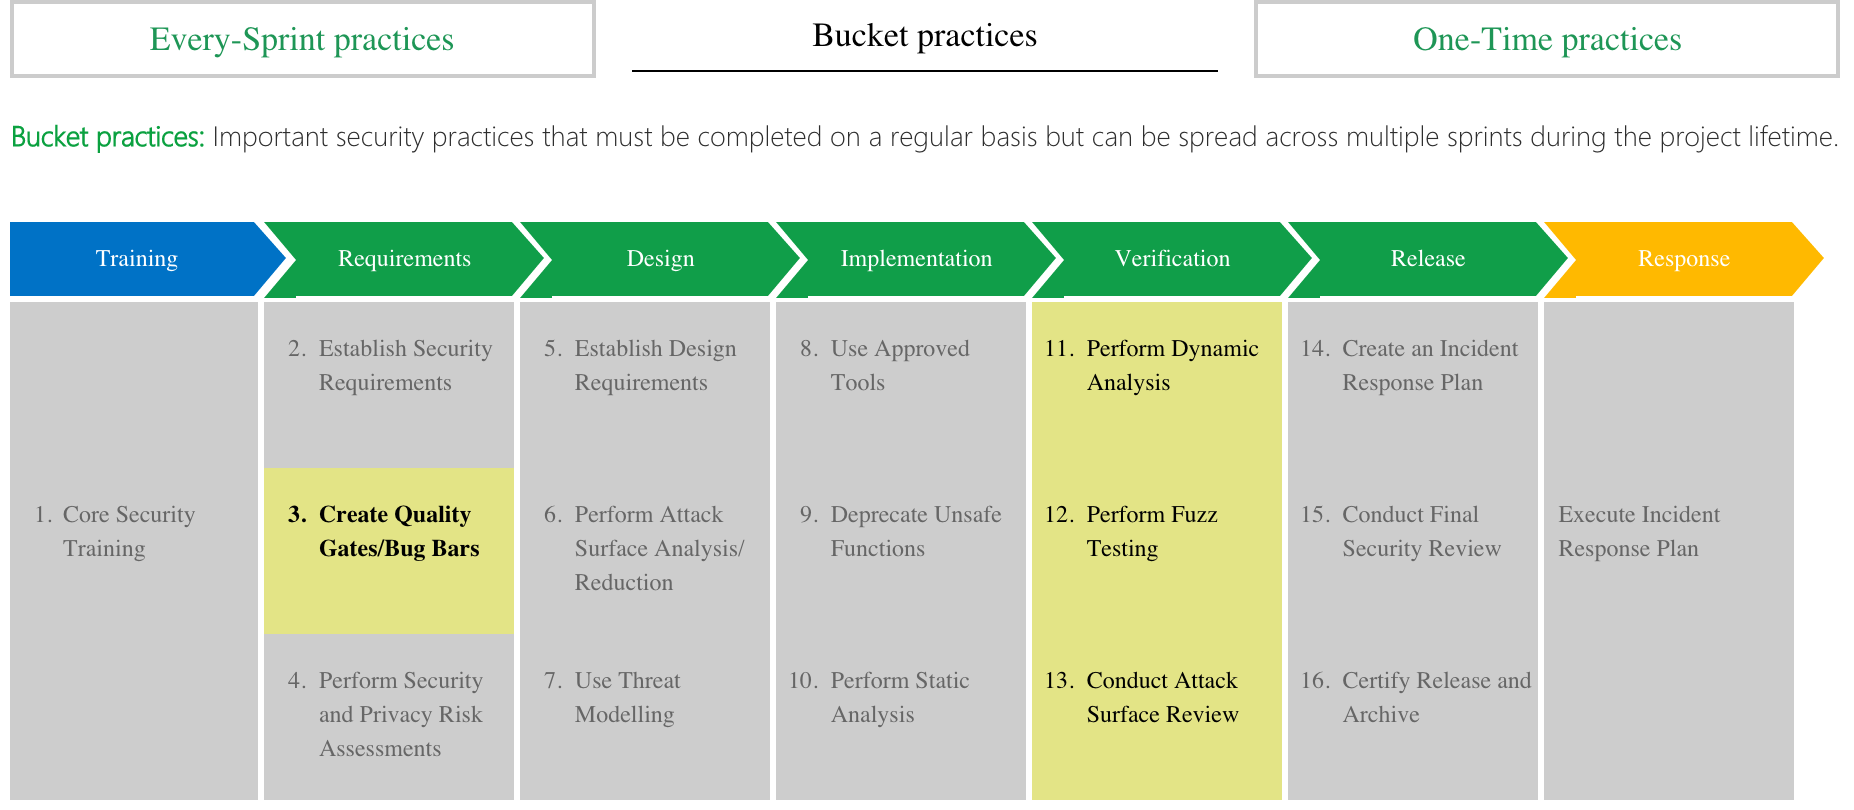 Every-Sprint practices
Bucket practices
One-Time practices
Bucket practices: Important security practices that must be completed on a regular basis but can be spread across multiple sprints during the project lifetime.
Training
Requirements
Design
Implementation
Verification
Release
Response
1. Core Security
Training
2. Establish Security
Requirements
3. Create Quality
Gates/Bug Bars
4. Perform Security
and Privacy Risk
Assessments
5. Establish Design
Requirements
6. Perform Attack
Surface Analysis/
Reduction
7. Use Threat
Modelling
8. Use Approved
Tools
9. Deprecate Unsafe
Functions
10. Perform Static
Analysis
11. Perform Dynamic
Analysis
12. Perform Fuzz
Testing
13. Conduct Attack
Surface Review
14. Create an Incident
Response Plan
15. Conduct Final
Security Review
16. Certify Release and
Archive
Execute Incident
Response Plan